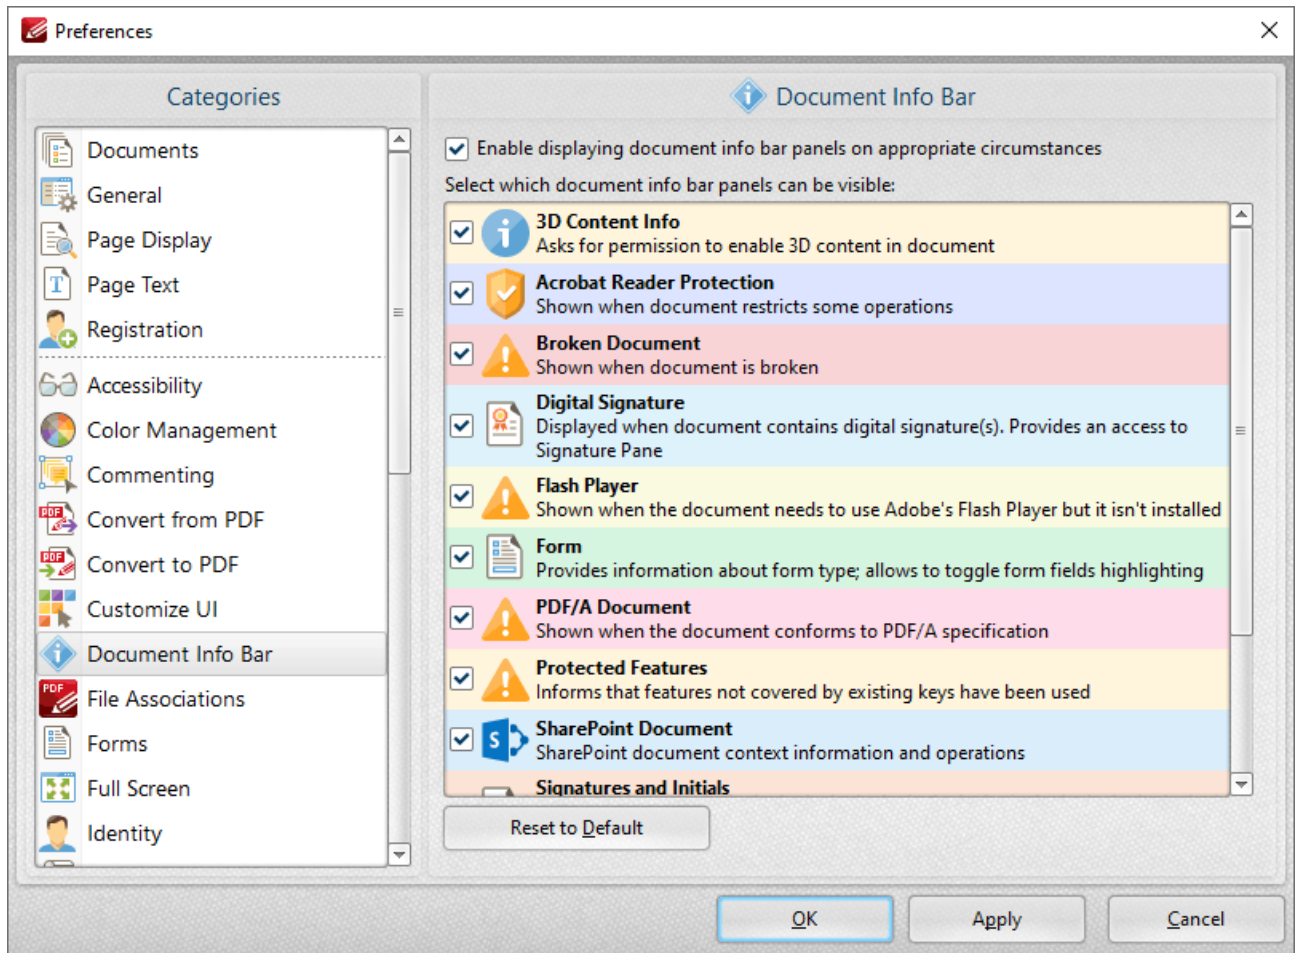 Preferences
Categories
Documents
General
Page Display
Page Text
Registration
Accessibility
Color Management
Commenting
Convert from PDF
Convert to PDF
Customize UI
Document Info Bar
File Associations
Forms
Full Screen
Identity
Document Info Bar
Enable displaying document info bar panels on appropriate circumstances
Select which document info bar panels can be visible:
3D Content Info
Asks for permission to enable 3D content in document
Acrobat Reader Protection
Shown when document restricts some operations
Broken Document
Shown when document is broken
Digital Signature
Displayed when document contains digital signature(s). Provides an access to
Signature Pane
Flash Player
Shown when the document needs to use Adobe's Flash Player but it isn't installed
Form
Provides information about form type; allows to toggle form fields highlighting
PDF/A Document
Shown when the document conforms to PDF/A specification
Protected Features
Informs that features not covered by existing keys have been used
SharePoint Document
SharePoint document context information and operations
Signatures and Initials
Reset to Default
OK
Apply
Cancel